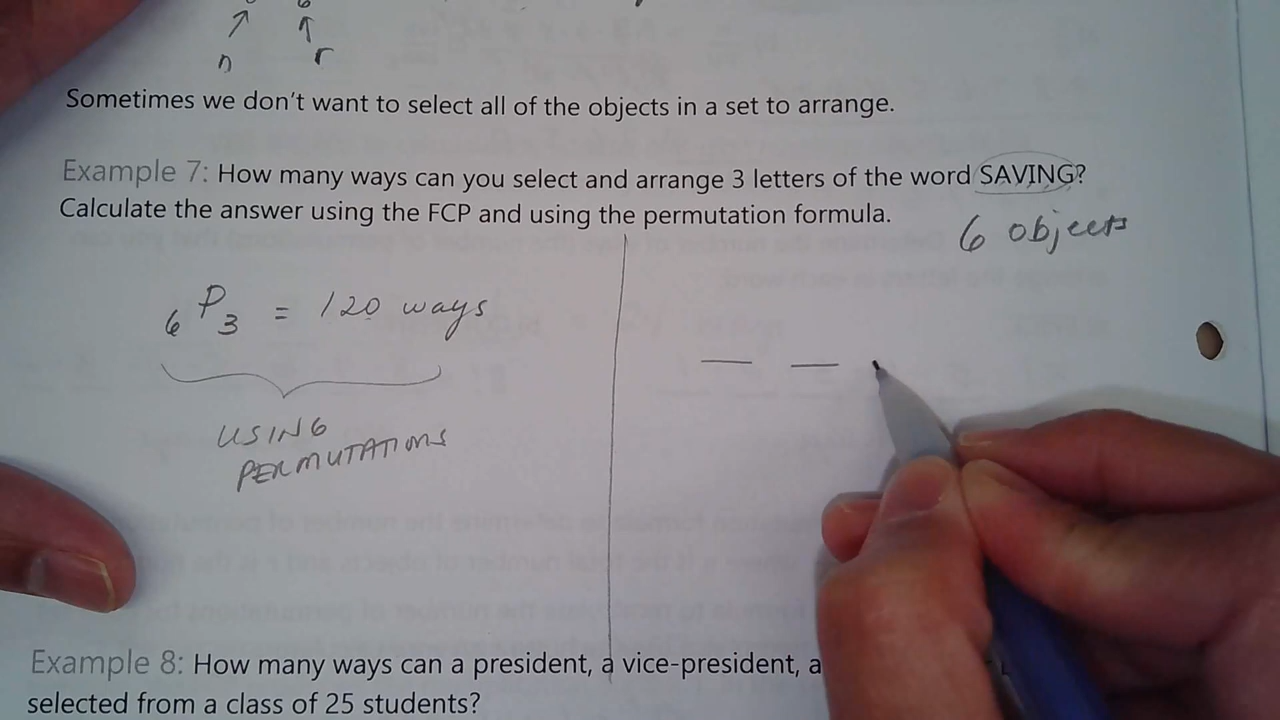 n r
Sometimes we don't want to select all of the objects in a set to arrange.
Example 7: How many ways can you select and arrange 3 letters of the word SAVING?
Calculate the answer using the FCP and using the permutation formula.
6 objects
6P3 = 120 ways
USING
PERMUTATIONS
Example 8: How many ways can a president, a vice-president, a
selected from a class of 25 students?